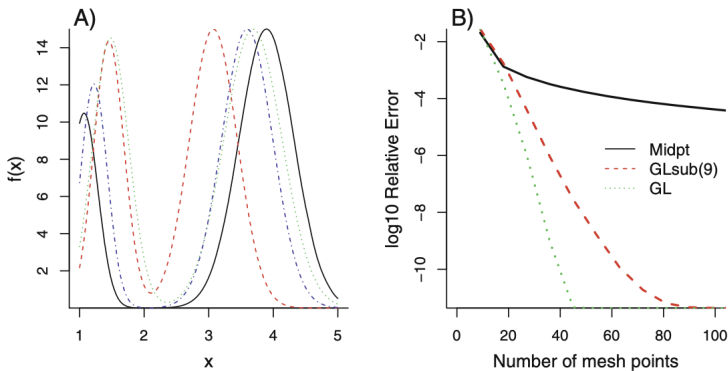 A)
f(x)
2 4 6 8 10 12 14
1 2 3 4 5
x
B)
log10 Relative Error
-2
-4
-6
-8
-10
Midpt
GLsub(9)
GL
0 20 40 60 80 100
Number of mesh points